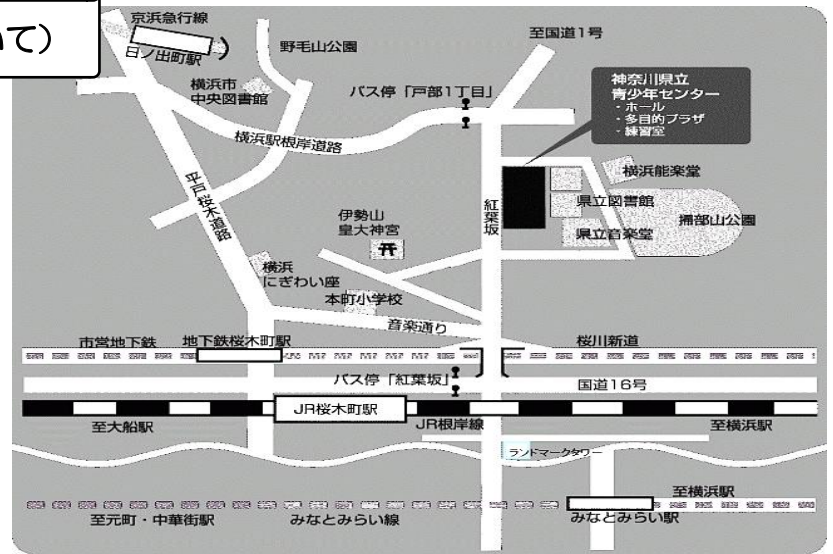 いて）
京浜急行線
日ノ出町駅
野毛山公園
至国道1号
横浜市
中央図書館
バス停「戸部1丁目」
神奈川県立
青少年センター
・ホール
・多目的プラザ
・練習室
横浜駅根岸道路
横浜能楽堂
平戸桜木道路
紅葉坂
県立図書館
掃部山公園
伊勢山
皇大神宮
県立音楽堂
横浜
にぎわい座
本町小学校
音楽通り
市営地下鉄
地下鉄桜木町駅
桜川新道
バス停「紅葉坂」
国道16号
JR桜木町駅
至大船駅
JR根岸線
至横浜駅
ランドマークタワー
至横浜駅
至元町・中華街駅
みなとみらい線
みなとみらい駅